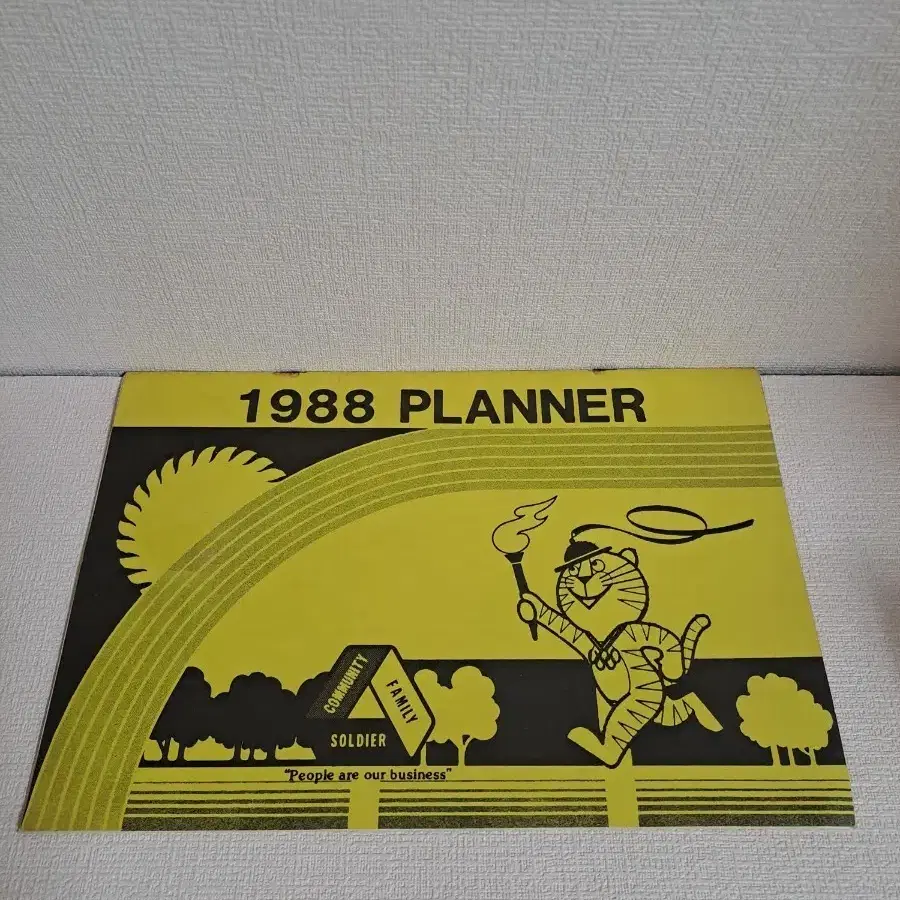 1988 PLANNER
COMMUNITY
FAMILY
SOLDIER
"People are our business"